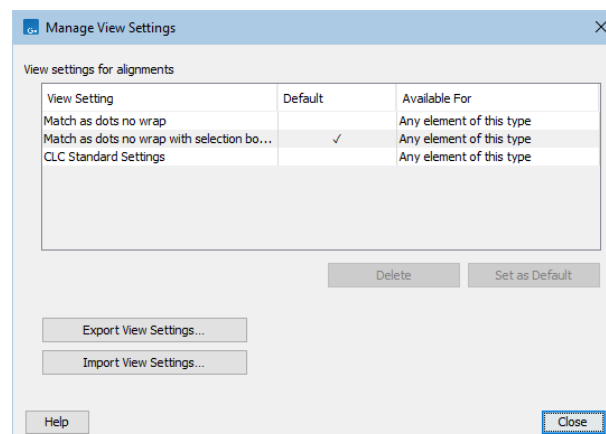 G.
Manage View Settings
View settings for alignments
View Setting Default Available For
Match as dots no wrap Any element of this type
Match as dots no wrap with selection bo... ✓ Any element of this type
CLC Standard Settings Any element of this type
Delete Set as Default
Export View Settings...
Import View Settings...
Help Close